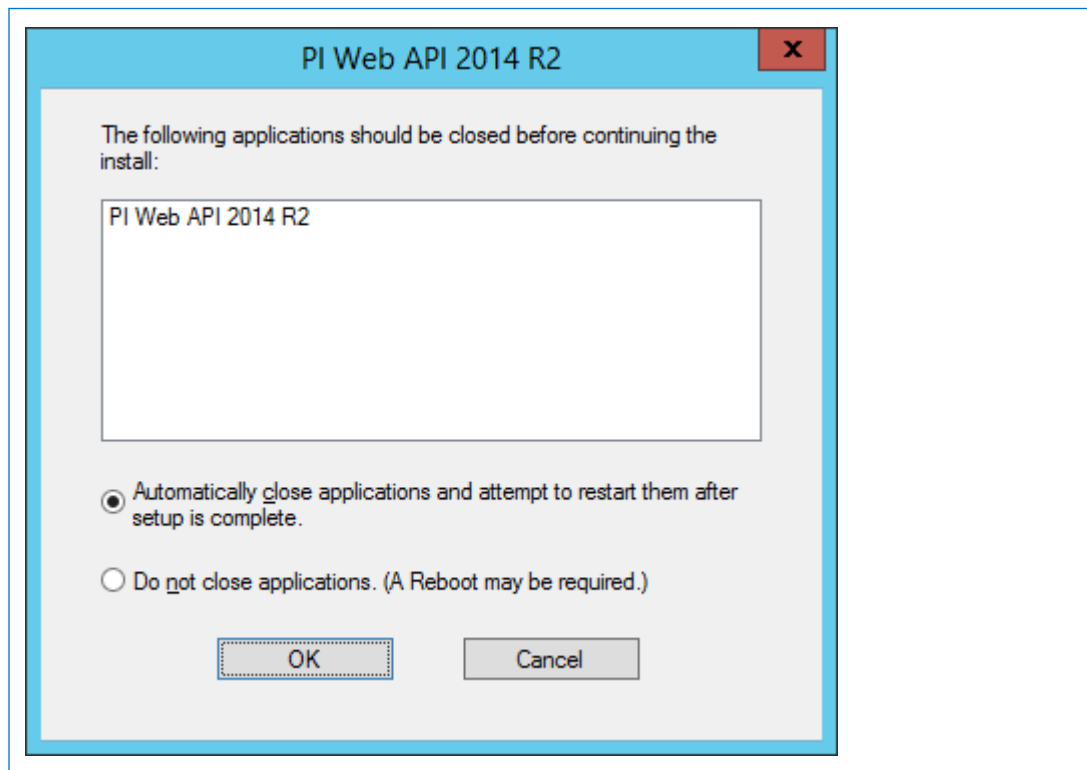 PI Web API 2014 R2
x
The following applications should be closed before continuing the
install:
PI Web API 2014 R2
Automatically close applications and attempt to restart them after
setup is complete.
Do not close applications. (A Reboot may be required.)
OK
Cancel